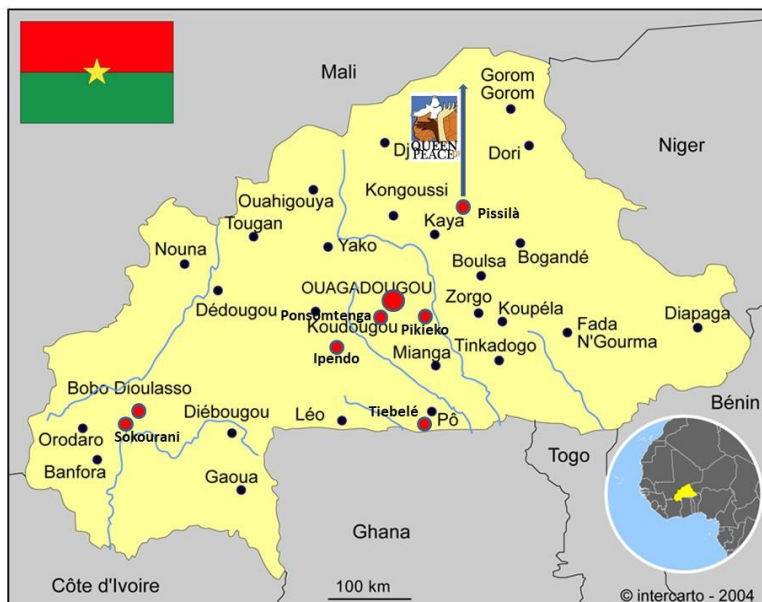 Mali
Gorom
Gorom
Niger
QUEEN
PEACE
Dj
Dori
Ouahigouya
Kongoussi
Pissilà
Tougan
Kaya
Nouna
Yako
Bogandé
Boulsa
OUAGADOUGOU
Dédougou
Zorgo
Koupéla
Diapaga
Ponsomtenga
Koudougou
Pikieko
Fada
N'Gourma
Ipendo
Mianga
Tinkadogo
Bobo Dioulasso
Bénin
Diébougou
Léo
Tiebelé
Pô
Orodaro
Sokourani
Togo
Banfora
Gaoua
Ghana
Côte d'Ivoire
100 km
© intercarto - 2004